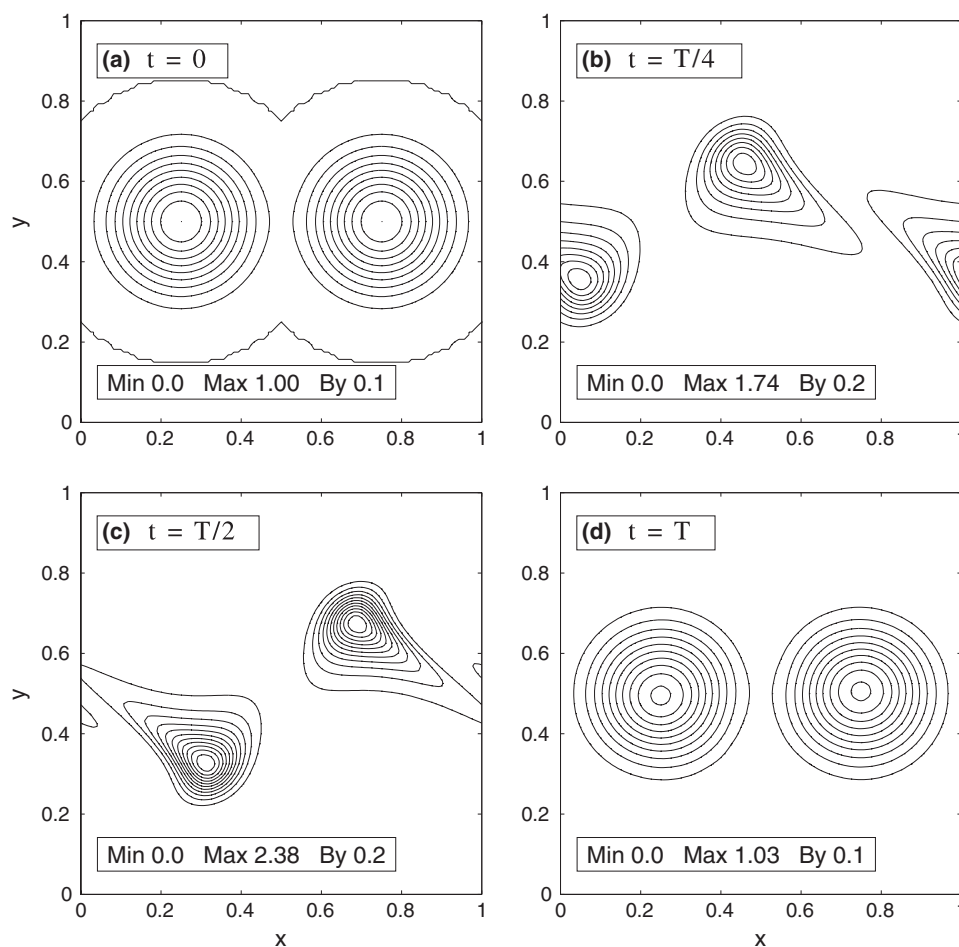 1
(a) t = 0
0.8
0.6
y
0.4
0.2
Min 0.0 Max 1.00 By 0.1
0
0 0.2 0.4 0.6 0.8 1
1
(b) t = T/4
0.8
0.6
0.4
0.2
Min 0.0 Max 1.74 By 0.2
0
0 0.2 0.4 0.6 0.8 1
1
(c) t = T/2
0.8
0.6
y
0.4
0.2
Min 0.0 Max 2.38 By 0.2
0
0 0.2 0.4 0.6 0.8 1
x
1
(d) t = T
0.8
0.6
0.4
0.2
Min 0.0 Max 1.03 By 0.1
0
0 0.2 0.4 0.6 0.8 1
x